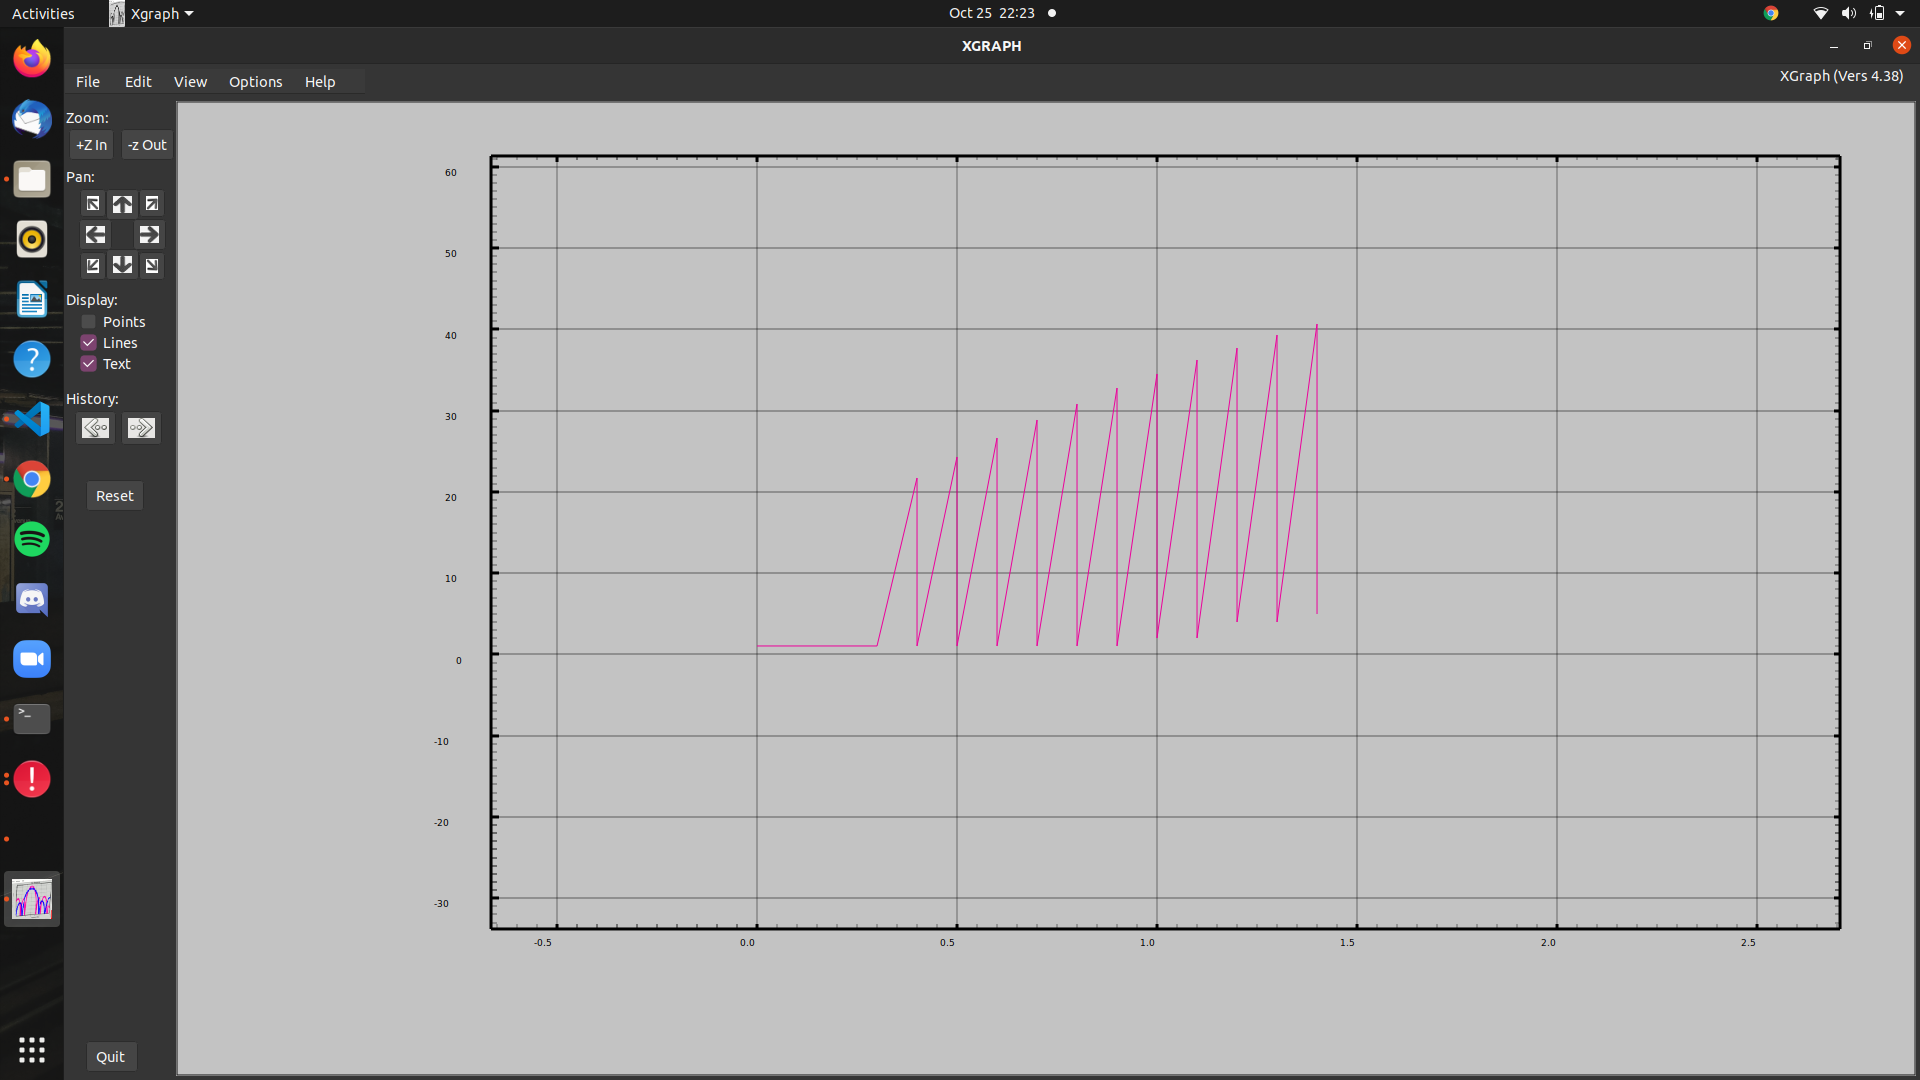 Activities Xgraph Oct 25 22:23
XGRAPH
File Edit View Options Help XGraph (Vers 4.38)
Zoom:
+Z In -z Out
Pan:
Display:
Points
Lines
Text
History:
Reset
Quit
60
50
40
30
20
10
0
-10
-20
-30
-0.5 0.0 0.5 1.0 1.5 2.0 2.5